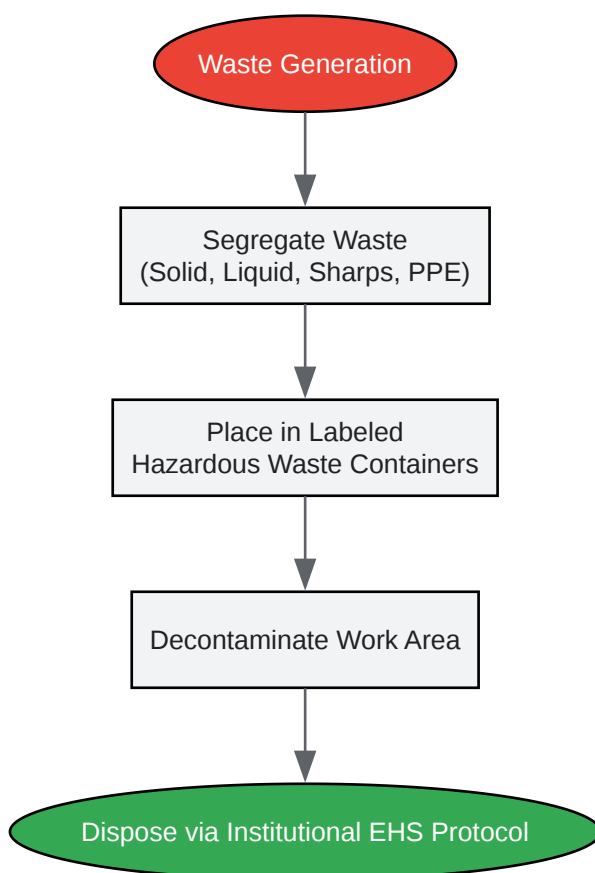 Waste Generation
Segregate Waste
(Solid, Liquid, Sharps, PPE)
Place in Labeled
Hazardous Waste Containers
Decontaminate Work Area
Dispose via Institutional EHS Protocol